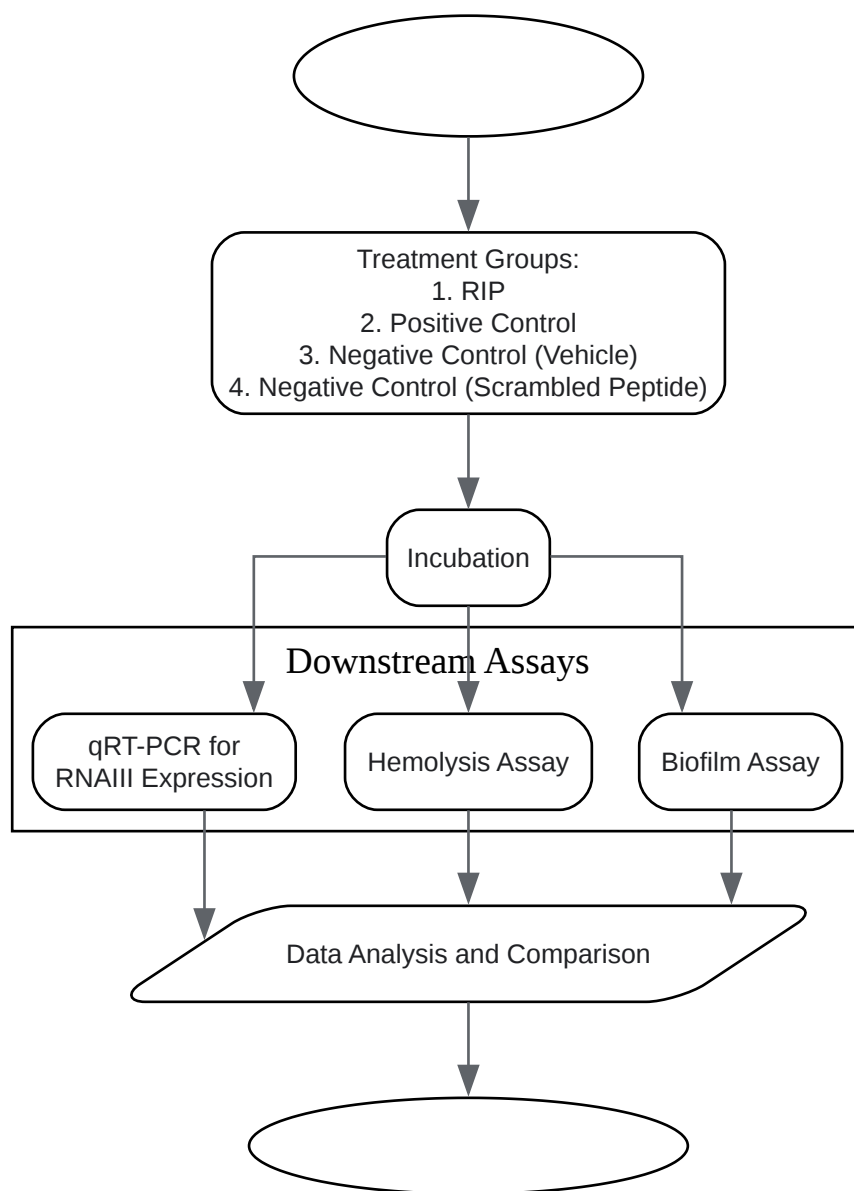 Treatment Groups:
1. RIP
2. Positive Control
3. Negative Control (Vehicle)
4. Negative Control (Scrambled Peptide)
Incubation
Downstream Assays
qRT-PCR for
RNAIII Expression
Hemolysis Assay
Biofilm Assay
Data Analysis and Comparison